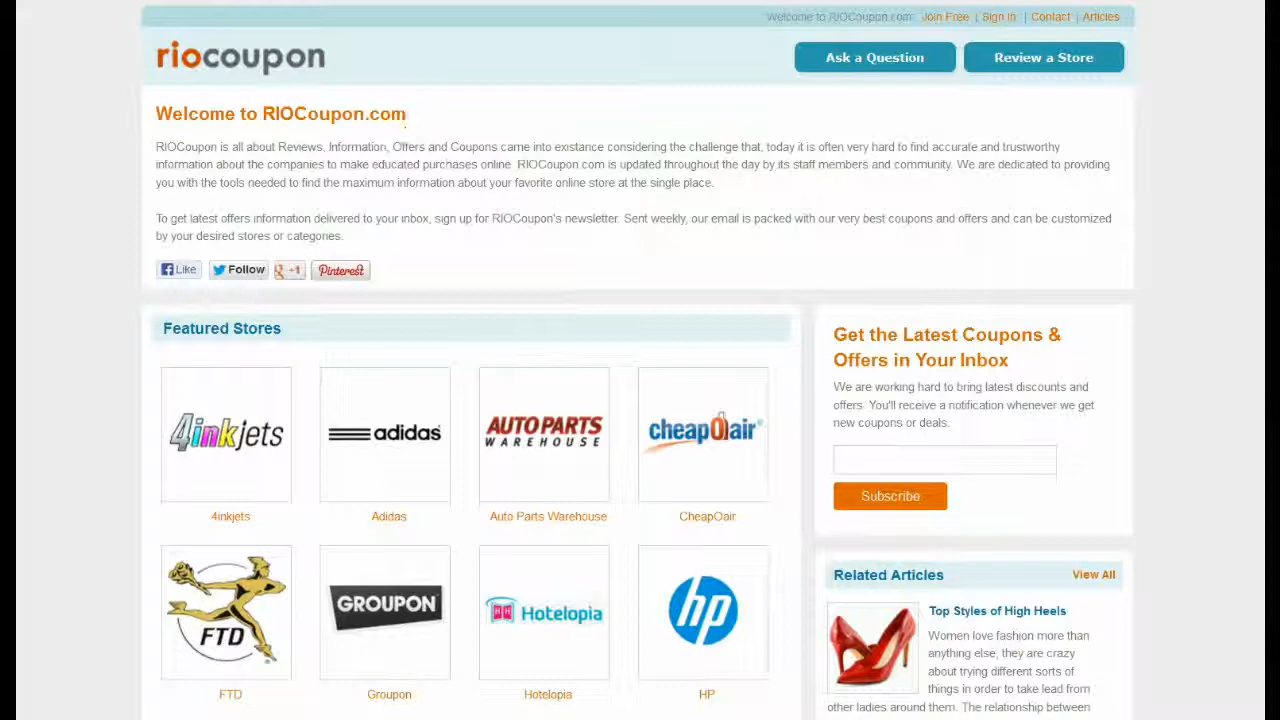 Welcome to RIOCoupon.com: Join Free | Sign In | Contact | Articles
riocoupon
Ask a Question
Review a Store
Welcome to RIOCoupon.com
RIOCoupon is all about Reviews, Information, Offers and Coupons came into existance considering the challenge that, today it is often very hard to find accurate and trustworthy
information about the companies to make educated purchases online. RIOCoupon.com is updated throughout the day by its staff members and community. We are dedicated to providing
you with the tools needed to find the maximum information about your favorite online store at the single place.
To get latest offers information delivered to your inbox, sign up for RIOCoupon's newsletter. Sent weekly, our email is packed with our very best coupons and offers and can be customized
by your desired stores or categories.
Like
Follow
+1
Pinterest
Featured Stores
4inkjets
adidas
AUTO PARTS
WAREHOUSE
cheapOair
4inkjets
Adidas
Auto Parts Warehouse
CheapOair
FTD
GROUPON
Hotelopia
hp
FTD
Groupon
Hotelopia
HP
Get the Latest Coupons &
Offers in Your Inbox
We are working hard to bring latest discounts and
offers. You'll receive a notification whenever we get
new coupons or deals.
Subscribe
Related Articles
View All
Top Styles of High Heels
Women love fashion more than
anything else, they are crazy
about trying different sorts of
things in order to take lead from
other ladies around them. The relationship between